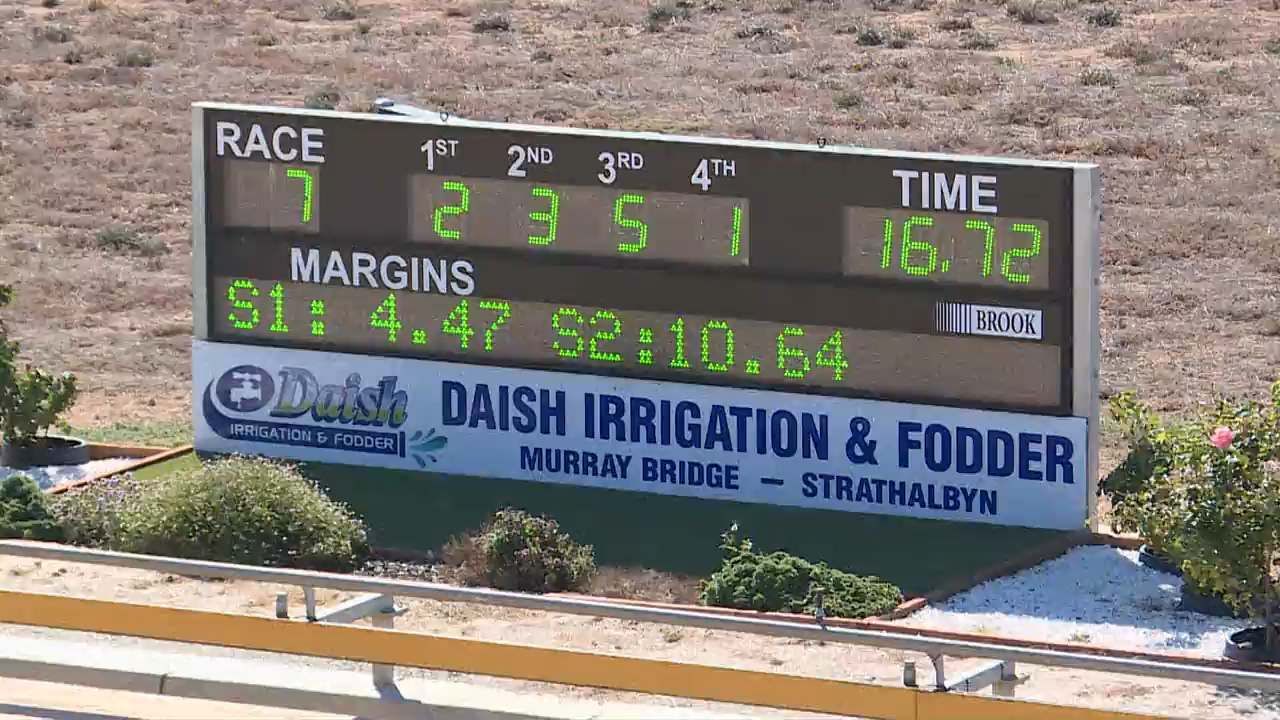 RACE 1ST 2ND 3RD 4TH TIME
7 2 3 5 1 16.72
MARGINS
BROOK
S1: 4.47 S2:10.64
Daish
IRRIGATION & FODDER
DAISH IRRIGATION & FODDER
MURRAY BRIDGE – STRATHALBYN